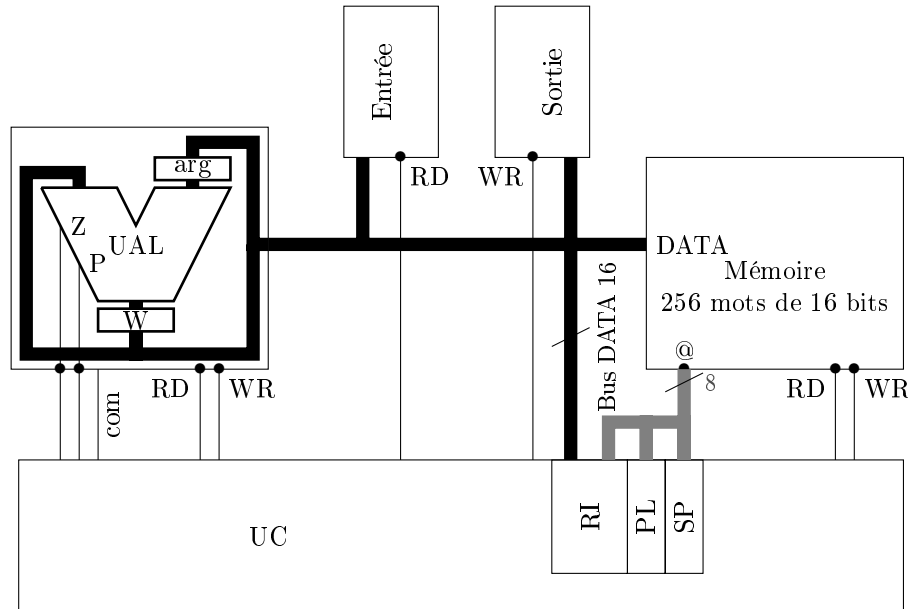 Entrée
Sortie
arg
RD
WR
Z
UAL
P
DATA
Mémoire
256 mots de 16 bits
W
Bus DATA 16
@
8
RD
WR
com
RD
WR
RI
PL
SP
UC